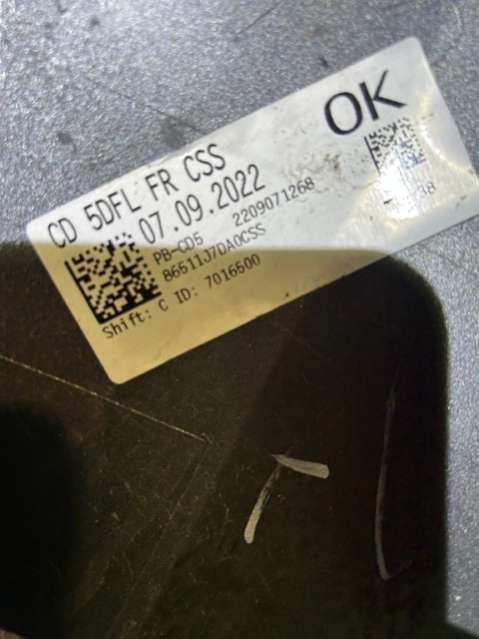 OK
CD 5DFL FR CSS
07.09.2022
PB-CD5 2209071268
86511J7DA0CSS
Shift: C ID: 7016500